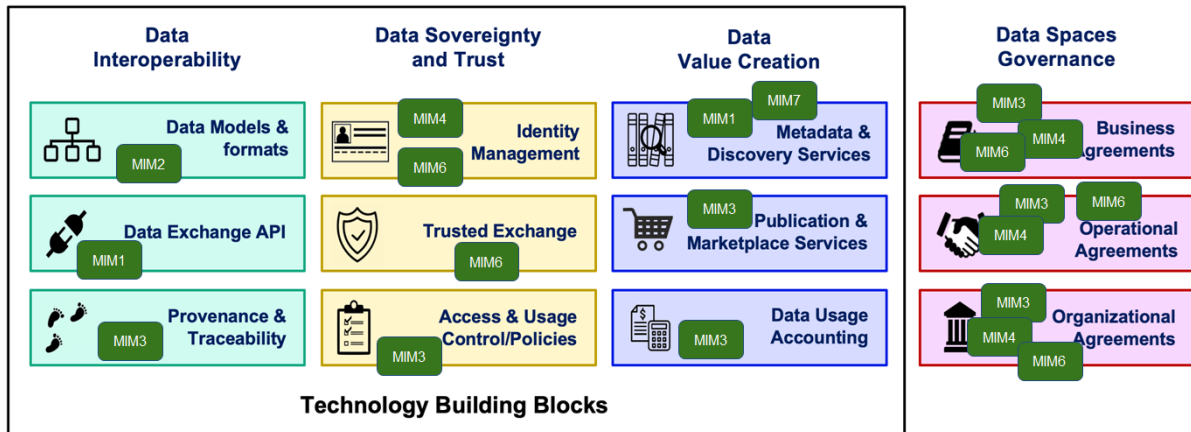 Data
Interoperability
Data Sovereignty
and Trust
Data
Value Creation
Data Spaces
Governance
Data Models &
formats
MIM2
MIM4
Identity
Management
MIM6
MIM1
MIM7
Metadata &
Discovery Services
MIM3
Business
MIM4
Agreements
MIM6
Data Exchange API
MIM1
Trusted Exchange
MIM6
MIM3
Publication &
Marketplace Services
MIM3
MIM6
MIM4
Operational
Agreements
Provenance &
Traceability
MIM3
Access & Usage
Control/Policies
MIM3
Data Usage
Accounting
MIM3
$
MIM3
Organizational
Agreements
MIM4
MIM6
Technology Building Blocks